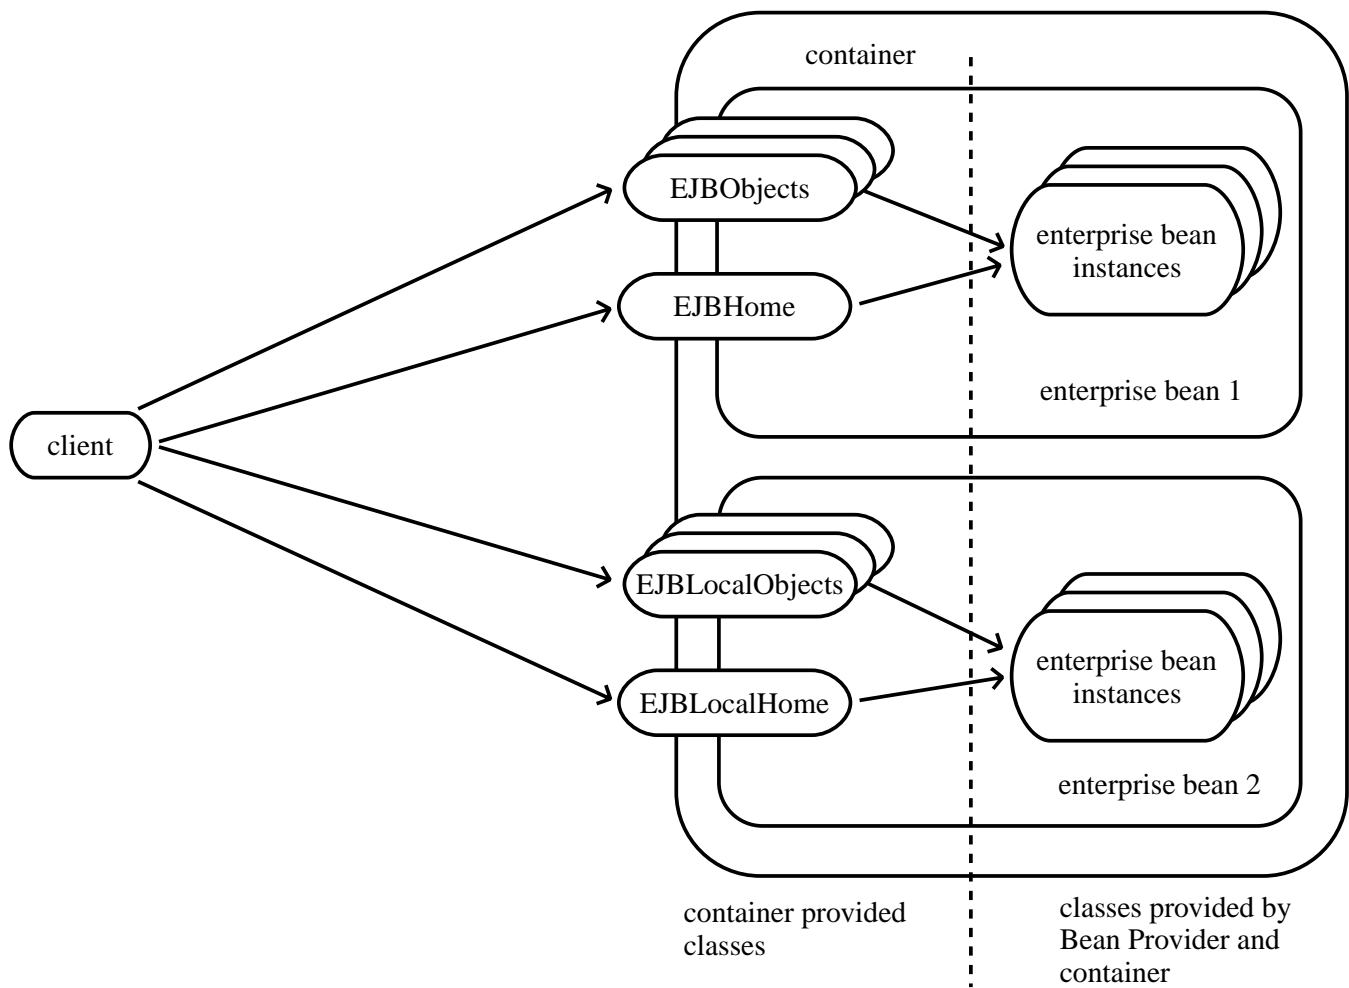 container
EJBObjects
enterprise bean
instances
EJBHome
enterprise bean 1
client
EJBLocalObjects
enterprise bean
instances
EJBLocalHome
enterprise bean 2
container provided
classes
classes provided by
Bean Provider and
container